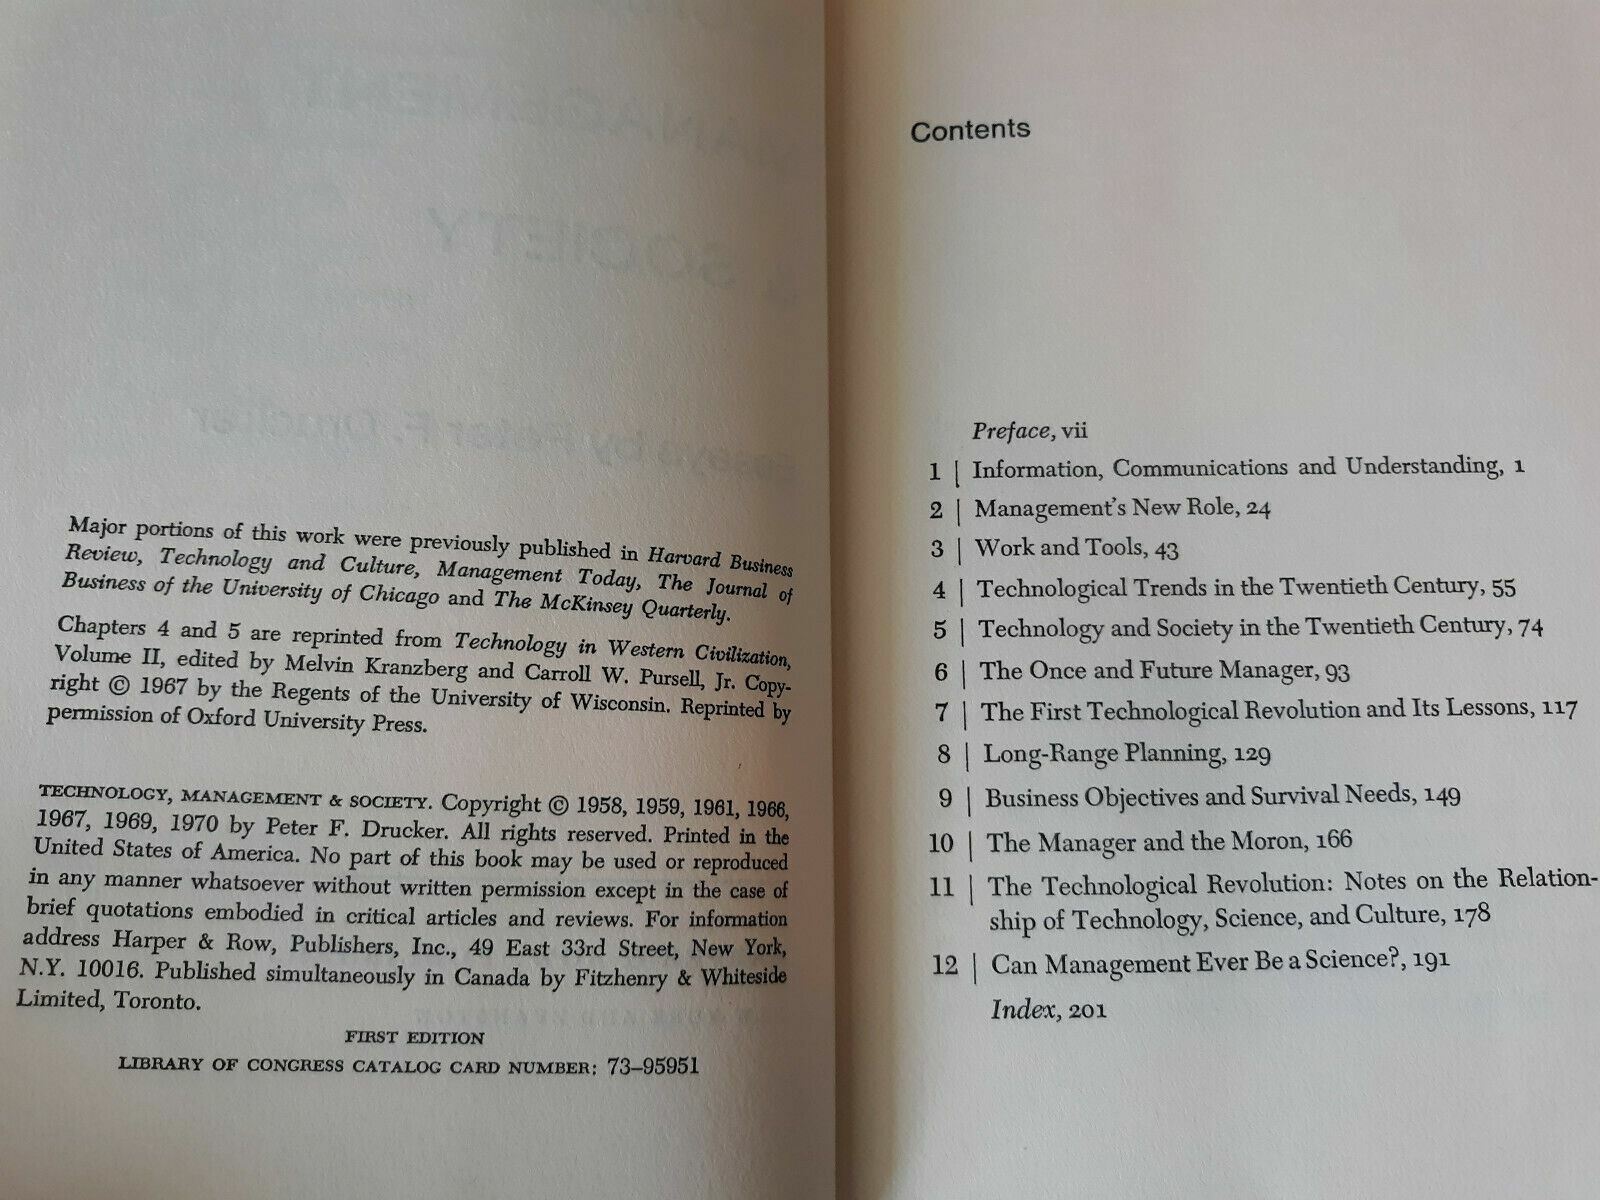 Major portions of this work were previously published in Harvard Business
Review, Technology and Culture, Management Today, The Journal of
Business of the University of Chicago and The McKinsey Quarterly.
Chapters 4 and 5 are reprinted from Technology in Western Civilization,
Volume II, edited by Melvin Kranzberg and Carroll W. Pursell, Jr. Copy-
right © 1967 by the Regents of the University of Wisconsin. Reprinted by
permission of Oxford University Press.
TECHNOLOGY, MANAGEMENT & SOCIETY. Copyright © 1958, 1959, 1961, 1966,
1967, 1969, 1970 by Peter F. Drucker. All rights reserved. Printed in the
United States of America. No part of this book may be used or reproduced
in any manner whatsoever without written permission except in the case of
brief quotations embodied in critical articles and reviews. For information
address Harper & Row, Publishers, Inc., 49 East 33rd Street, New York,
N.Y. 10016. Published simultaneously in Canada by Fitzhenry & Whiteside
Limited, Toronto.
FIRST EDITION
LIBRARY OF CONGRESS CATALOG CARD NUMBER: 73–95951
Contents
Preface, vii
1 | Information, Communications and Understanding, 1
2 | Management's New Role, 24
3 | Work and Tools, 43
4 | Technological Trends in the Twentieth Century, 55
5 | Technology and Society in the Twentieth Century, 74
6 | The Once and Future Manager, 93
7 | The First Technological Revolution and Its Lessons, 117
8 | Long-Range Planning, 129
9 | Business Objectives and Survival Needs, 149
10 | The Manager and the Moron, 166
11 | The Technological Revolution: Notes on the Relation-
ship of Technology, Science, and Culture, 178
12 | Can Management Ever Be a Science?, 191
Index, 201